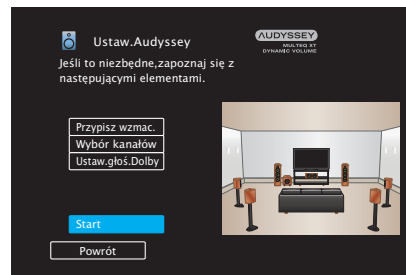 Ustaw.Audyssey
AUDYSSEY
MULTEQ XT
DYNAMIC VOLUME
Jeśli to niezbędne,zapoznaj się z
następującymi elementami.
Przypisz wzmac.
Wybór kanałów
Ustaw.głoś.Dolby
Start
Powrót